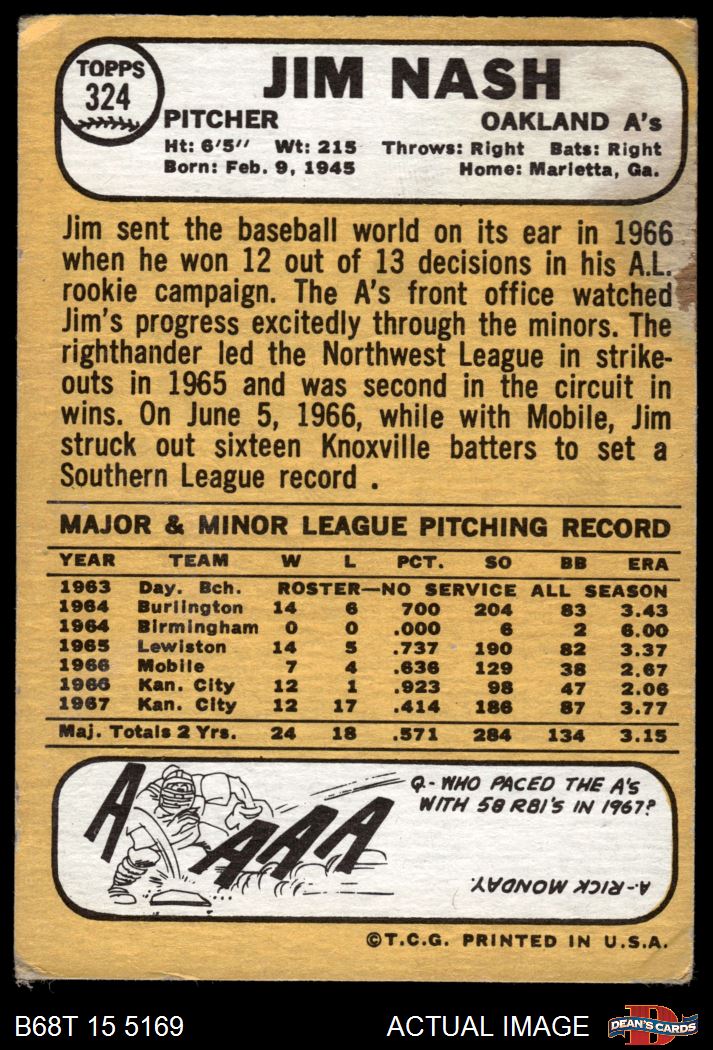 TOPPS
324
JIM NASH
PITCHER OAKLAND A's
Ht: 6'5" Wt: 215 Throws: Right Bats: Right
Born: Feb. 9, 1945 Home: Marietta, Ga.
Jim sent the baseball world on its ear in 1966
when he won 12 out of 13 decisions in his A.L.
rookie campaign. The A's front office watched
Jim's progress excitedly through the minors. The
righthander led the Northwest League in strike-
outs in 1965 and was second in the circuit in
wins. On June 5, 1966, while with Mobile, Jim
struck out sixteen Knoxville batters to set a
Southern League record .
MAJOR & MINOR LEAGUE PITCHING RECORD
YEAR TEAM W L PCT. SO BB ERA
1963 Day. Bch. ROSTER—NO SERVICE ALL SEASON
1964 Burlington 14 6 700 204 83 3.43
1964 Birmingham 0 0 .000 6 2 6.00
1965 Lewiston 14 5 .737 190 82 3.37
1966 Mobile 7 4 .636 129 38 2.67
1966 Kan. City 12 1 .923 98 47 2.06
1967 Kan. City 12 17 .414 186 87 3.77
Maj. Totals 2 Yrs. 24 18 .571 284 134 3.15
A AAA
Q- WHO PACED THE A'S
WITH 58 RBI'S IN 1967?
A-RICK MONDAY.
©T.C.G. PRINTED IN U.S.A.
B68T 15 5169 ACTUAL IMAGE
D
DEAN'S CARDS